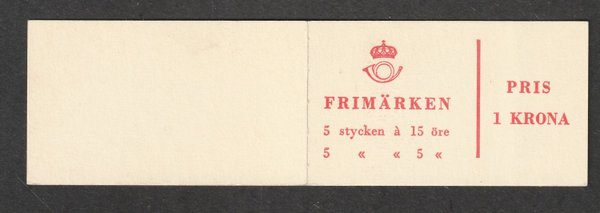 FRIMÄRKEN
5 stycken à 15 öre
5 « « 5 «
PRIS
1 KRONA